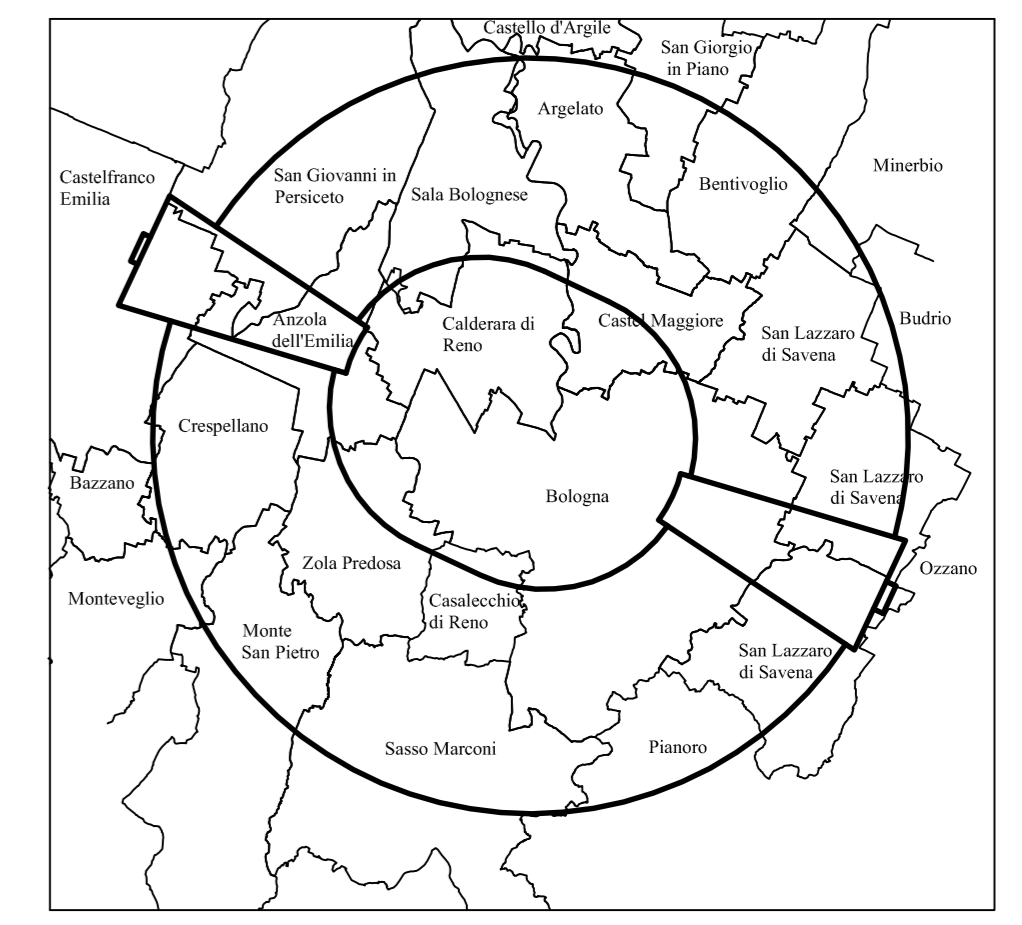 Castello d'Argile
San Giorgio
in Piano
Argelato
Minerbio
Castelfranco
Emilia
San Giovanni in
Persiceto
Sala Bolognese
Bentivoglio
Anzola
dell'Emilia
Calderara di
Reno
Castel Maggiore
San Lazzaro
di Savena
Budrio
Crespellano
Bazzano
Bologna
San Lazzaro
di Savena
Zola Predosa
Ozzano
Monteveglio
Casalecchio
di Reno
Monte
San Pietro
San Lazzaro
di Savena
Sasso Marconi
Pianoro